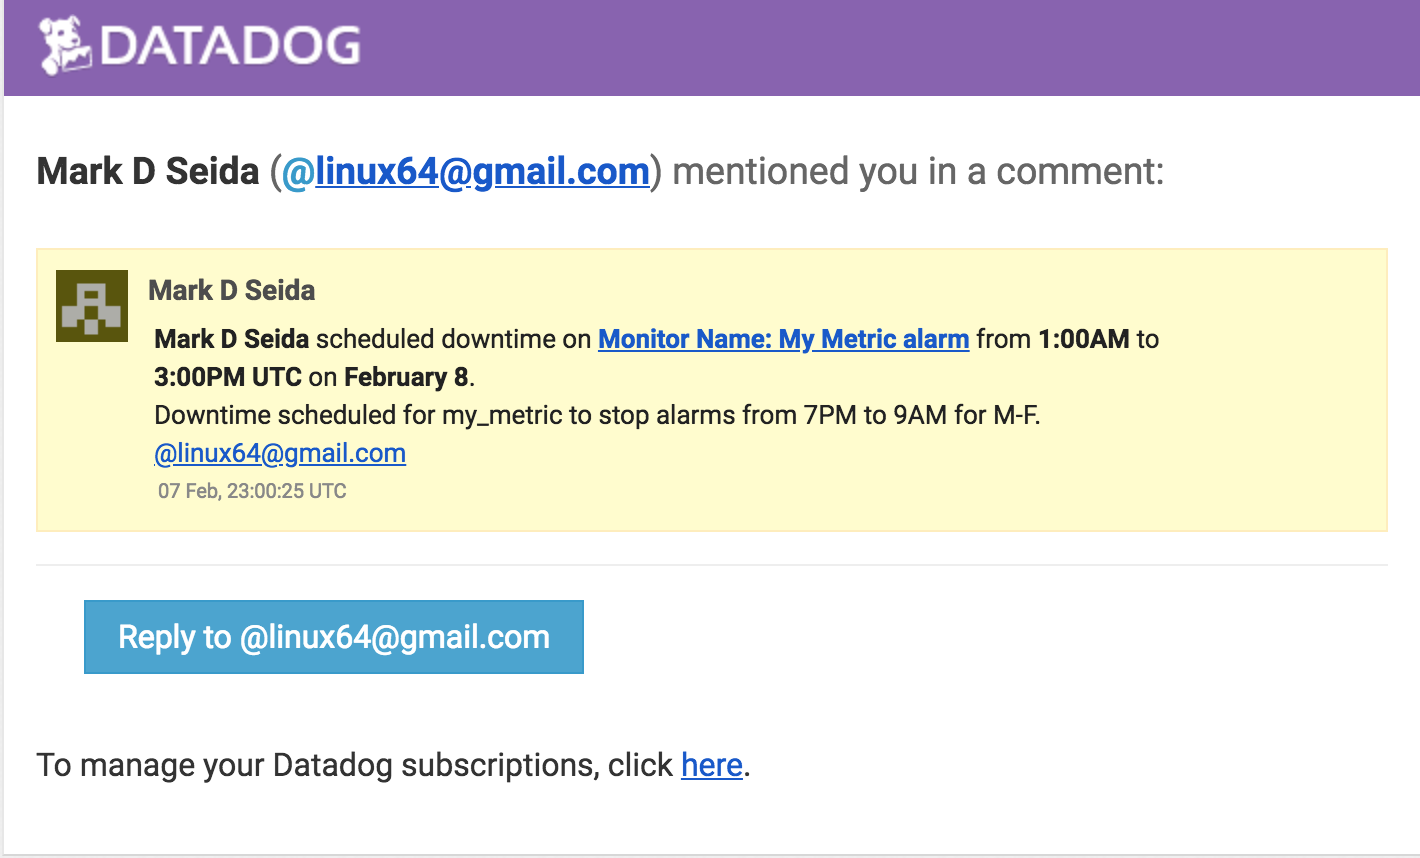 DATADOG
Mark D Seida (@linux64@gmail.com) mentioned you in a comment:
Mark D Seida
Mark D Seida scheduled downtime on Monitor Name: My Metric alarm from 1:00AM to
3:00PM UTC on February 8.
Downtime scheduled for my_metric to stop alarms from 7PM to 9AM for M-F.
@linux64@gmail.com
07 Feb, 23:00:25 UTC
Reply to @linux64@gmail.com
To manage your Datadog subscriptions, click here.